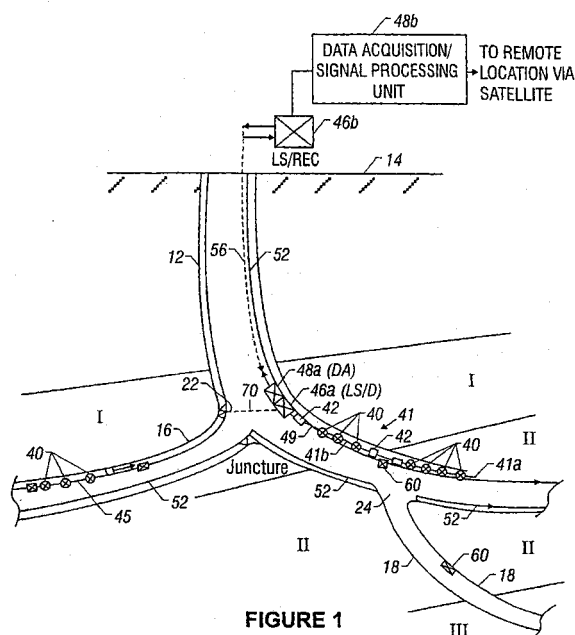 48b
DATA ACQUISITION/
SIGNAL PROCESSING
UNIT
TO REMOTE
LOCATION VIA
SATELLITE
46b
LS/REC
14
12
56
52
48a (DA)
46a (LS/D)
I
22
70
42
40
41
I
16
49
42
40
II
40
41b
41a
60
Juncture
52
45
52
24
52
II
II
60
18
18
III
FIGURE 1